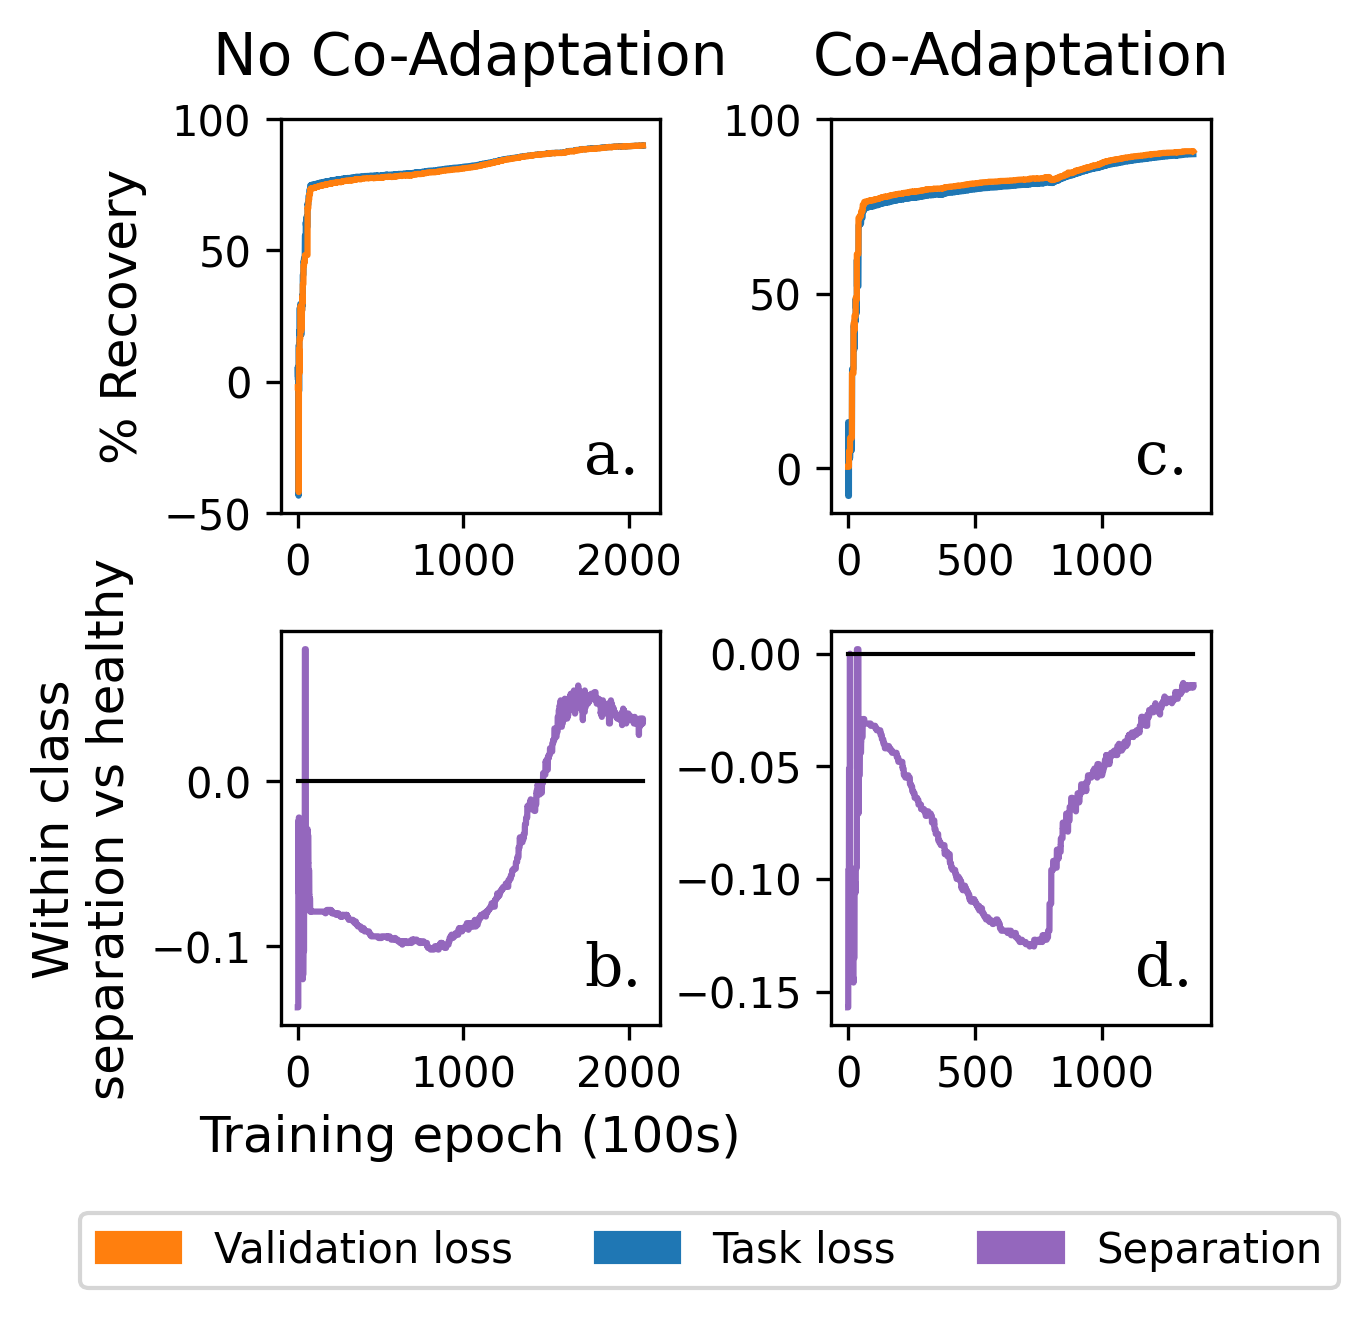 No Co-Adaptation
Co-Adaptation
% Recovery
100
50
0
−50
0 1000 2000
a.
100
50
0
0 500 1000
c.
Within class
separation vs healthy
0.0
−0.1
0 1000 2000
b.
0.00
−0.05
−0.10
−0.15
0 500 1000
d.
Training epoch (100s)
Validation loss Task loss Separation